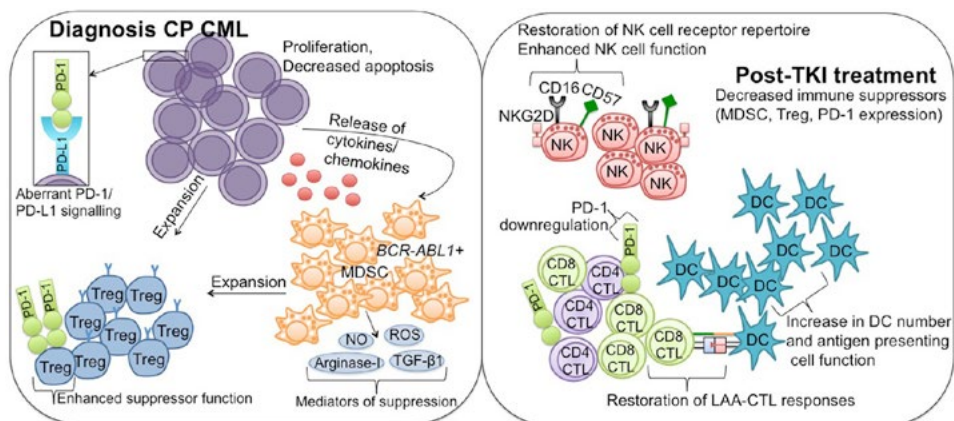 Diagnosis CP CML
PD-1
PD-L1
Aberrant PD-1/
PD-L1 signalling
Proliferation,
Decreased apoptosis
Release of
cytokines/
chemokines
Expansion
BCR-ABL1+
MDSC
Expansion
PD-1
PD-1
Treg
Treg
Treg
Treg
Treg
Treg
Treg
Treg
Enhanced suppressor function
NO
ROS
Arginase-I
TGF-β1
Mediators of suppression
Restoration of NK cell receptor repertoire
Enhanced NK cell function
CD16
CD57
NKG2D
NK
NK
NK
NK
NK
NK
Post-TKI treatment
Decreased immune suppressors
(MDSC, Treg, PD-1 expression)
PD-1
downregulation
PD-1
PD-1
CD8
CTL
CD4
CTL
CD4
CTL
CD8
CTL
CD4
CTL
CD8
CTL
CD8
CTL
DC
DC
DC
DC
DC
DC
DC
DC
Increase in DC number
and antigen presenting
cell function
Restoration of LAA-CTL responses